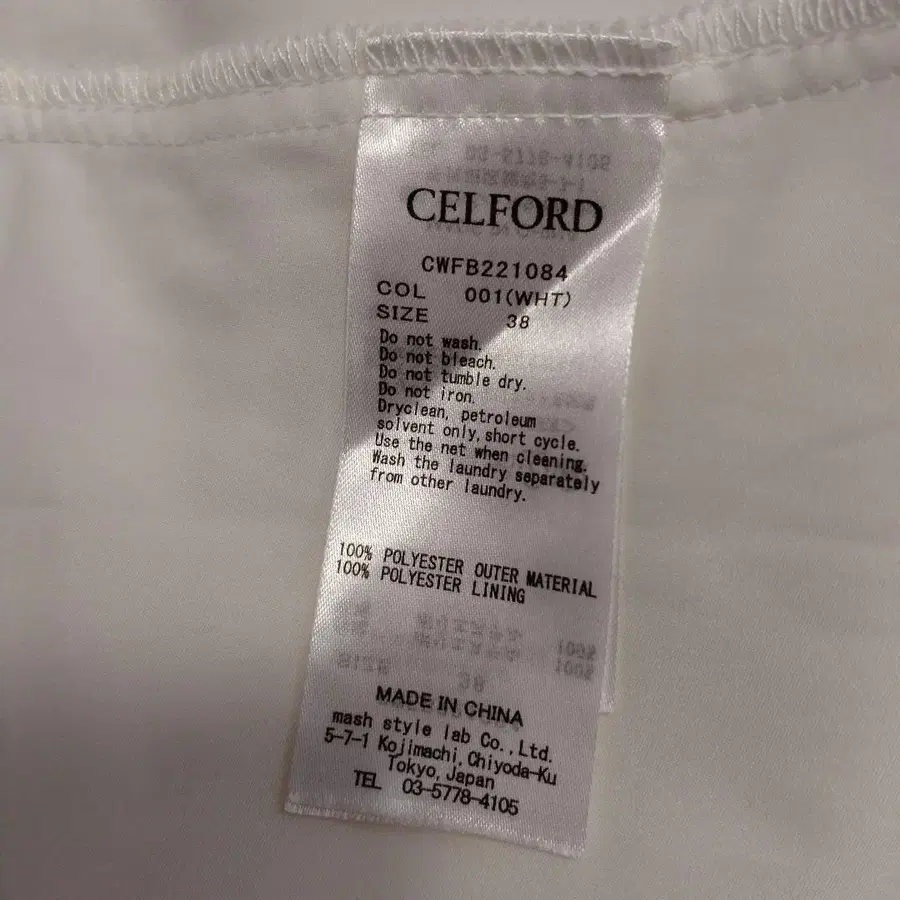 CELFORD
CWFB221084
COL 001(WHT)
SIZE 38
Do not wash.
Do not bleach.
Do not tumble dry.
Do not iron.
Dryclean, petroleum
solvent only, short cycle.
Use the net when cleaning.
Wash the laundry separately
from other laundry.
100% POLYESTER OUTER MATERIAL
100% POLYESTER LINING
MADE IN CHINA
mash style lab Co.,Ltd.
5-7-1 Kojimachi, Chiyoda-Ku
Tokyo, Japan
TEL 03-5778-4105